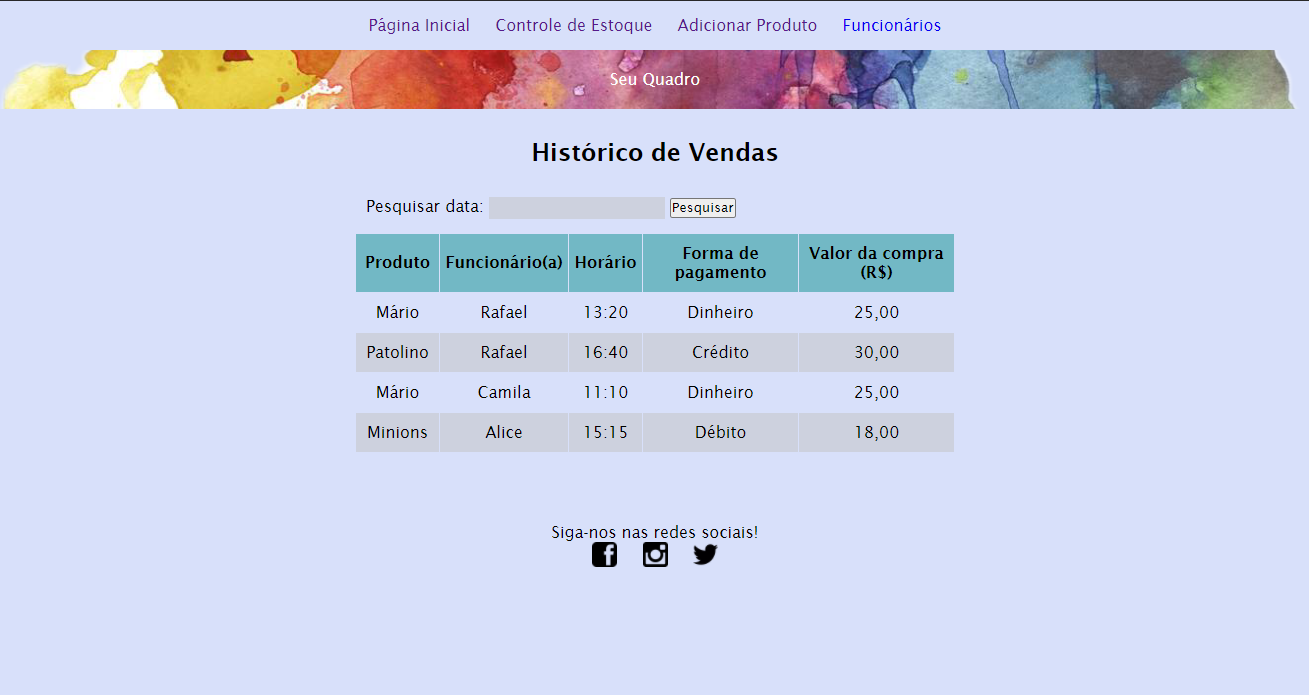 Página Inicial Controle de Estoque Adicionar Produto Funcionários
Seu Quadro
Histórico de Vendas
Pesquisar data: Pesquisar
Produto Funcionário(a) Horário Forma de pagamento Valor da compra (R$)
Mário Rafael 13:20 Dinheiro 25,00
Patolino Rafael 16:40 Crédito 30,00
Mário Camila 11:10 Dinheiro 25,00
Minions Alice 15:15 Débito 18,00
Siga-nos nas redes sociais!